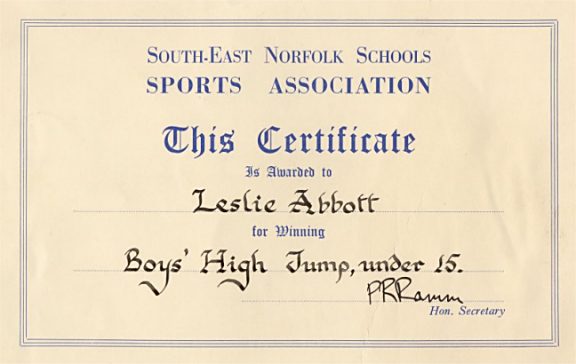 SOUTH-EAST NORFOLK SCHOOLS
SPORTS ASSOCIATION
This Certificate
Is Awarded to
Leslie Abbott
for Winning
Boys' High Jump, under 15.
PRRamm
Hon. Secretary